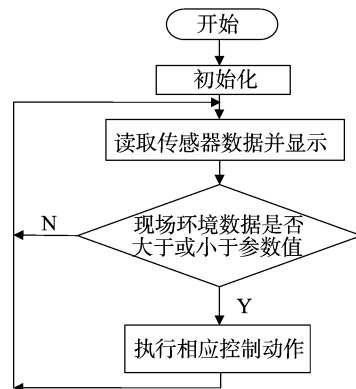 开始
初始化
读取传感器数据并显示
现场环境数据是否
大于或小于参数值
N
Y
执行相应控制动作